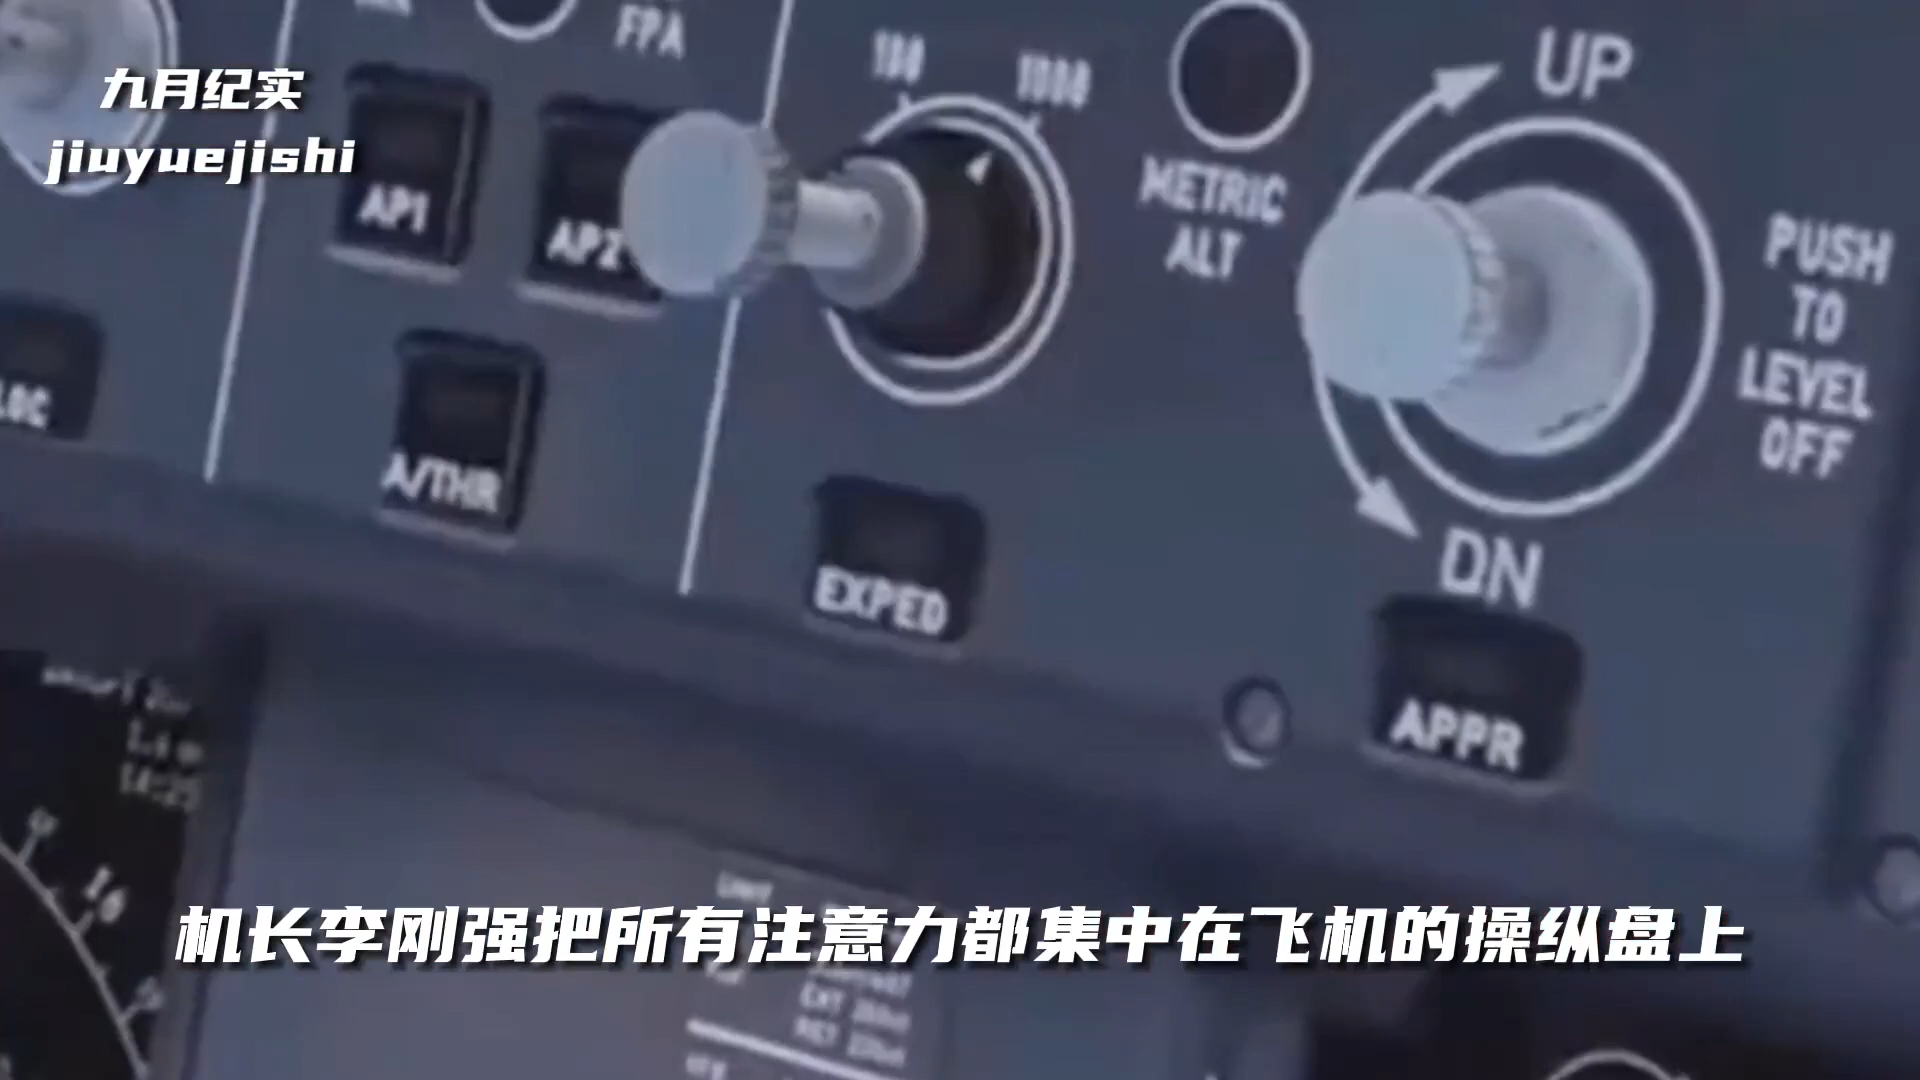 九月纪实
jiuyuejishi
FPA
100
1000
UP
AP1
AP2
METRIC
ALT
PUSH
TO
LEVEL
OFF
LOC
A/THR
EXPED
DN
APPR
机长李刚强把所有注意力都集中在飞机的操纵盘上